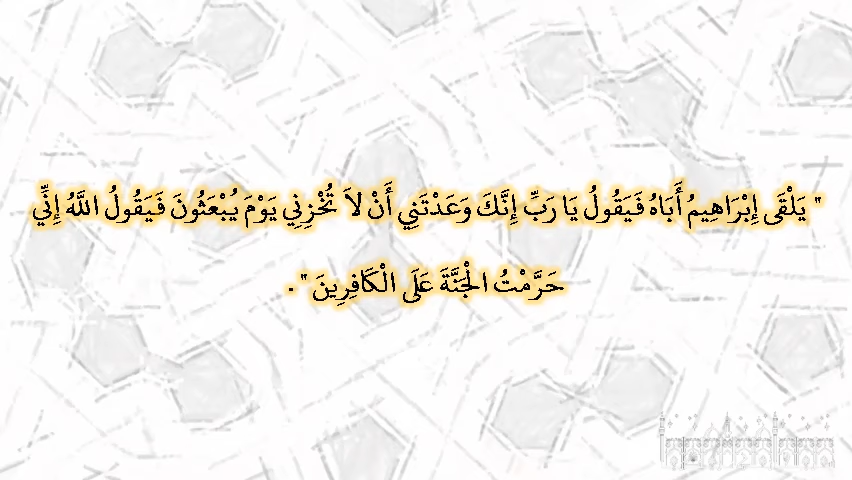 " يَلْقَى إِبْرَاهِيمُ أَبَاهُ فَيَقُولُ يَا رَبِّ إِنَّكَ وَعَدْتَنِي أَنْ لاَ تُخْزِنِي يَوْمَ يُبْعَثُونَ فَيَقُولُ اللَّهُ إِنِّي
حَرَّمْتُ الْجَنَّةَ عَلَى الْكَافِرِينَ " .